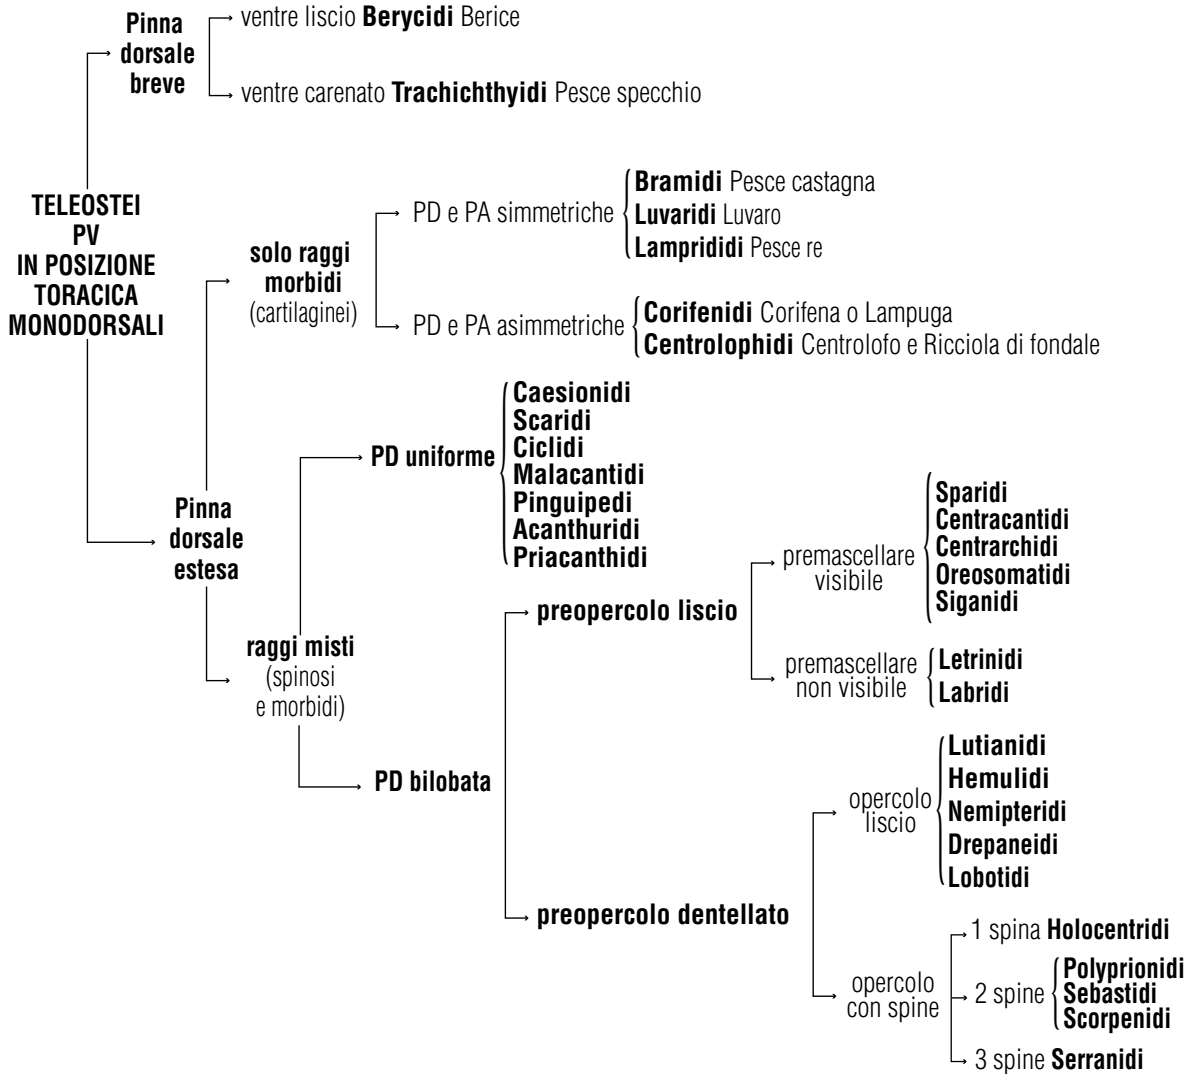 TELEOSTEI
PV
IN POSIZIONE
TORACICA
MONODORSALI
Pinna
dorsale
breve
ventre liscio Berycidi Berice
ventre carenato Trachichthyidi Pesce specchio
Pinna
dorsale
estesa
solo raggi
morbidi
(cartilaginei)
PD e PA simmetriche
Bramidi Pesce castagna
Luvaridi Luvaro
Lamprididi Pesce re
PD e PA asimmetriche
Corifenidi Corifena o Lampuga
Centrolophidi Centrolofo e Ricciola di fondale
raggi misti
(spinosi
e morbidi)
PD uniforme
Caesionidi
Scaridi
Ciclidi
Malacantidi
Pinguipedi
Acanthuridi
Priacanthidi
PD bilobata
preopercolo liscio
premascellare
visibile
Sparidi
Centracantidi
Centrarchidi
Oreosomatidi
Siganidi
premascellare
non visibile
Letrinidi
Labridi
preopercolo dentellato
opercolo
liscio
Lutianidi
Hemulidi
Nemipteridi
Drepaneidi
Lobotidi
opercolo
con spine
1 spina Holocentridi
2 spine
Polyprionidi
Sebastidi
Scorpenidi
3 spine Serranidi